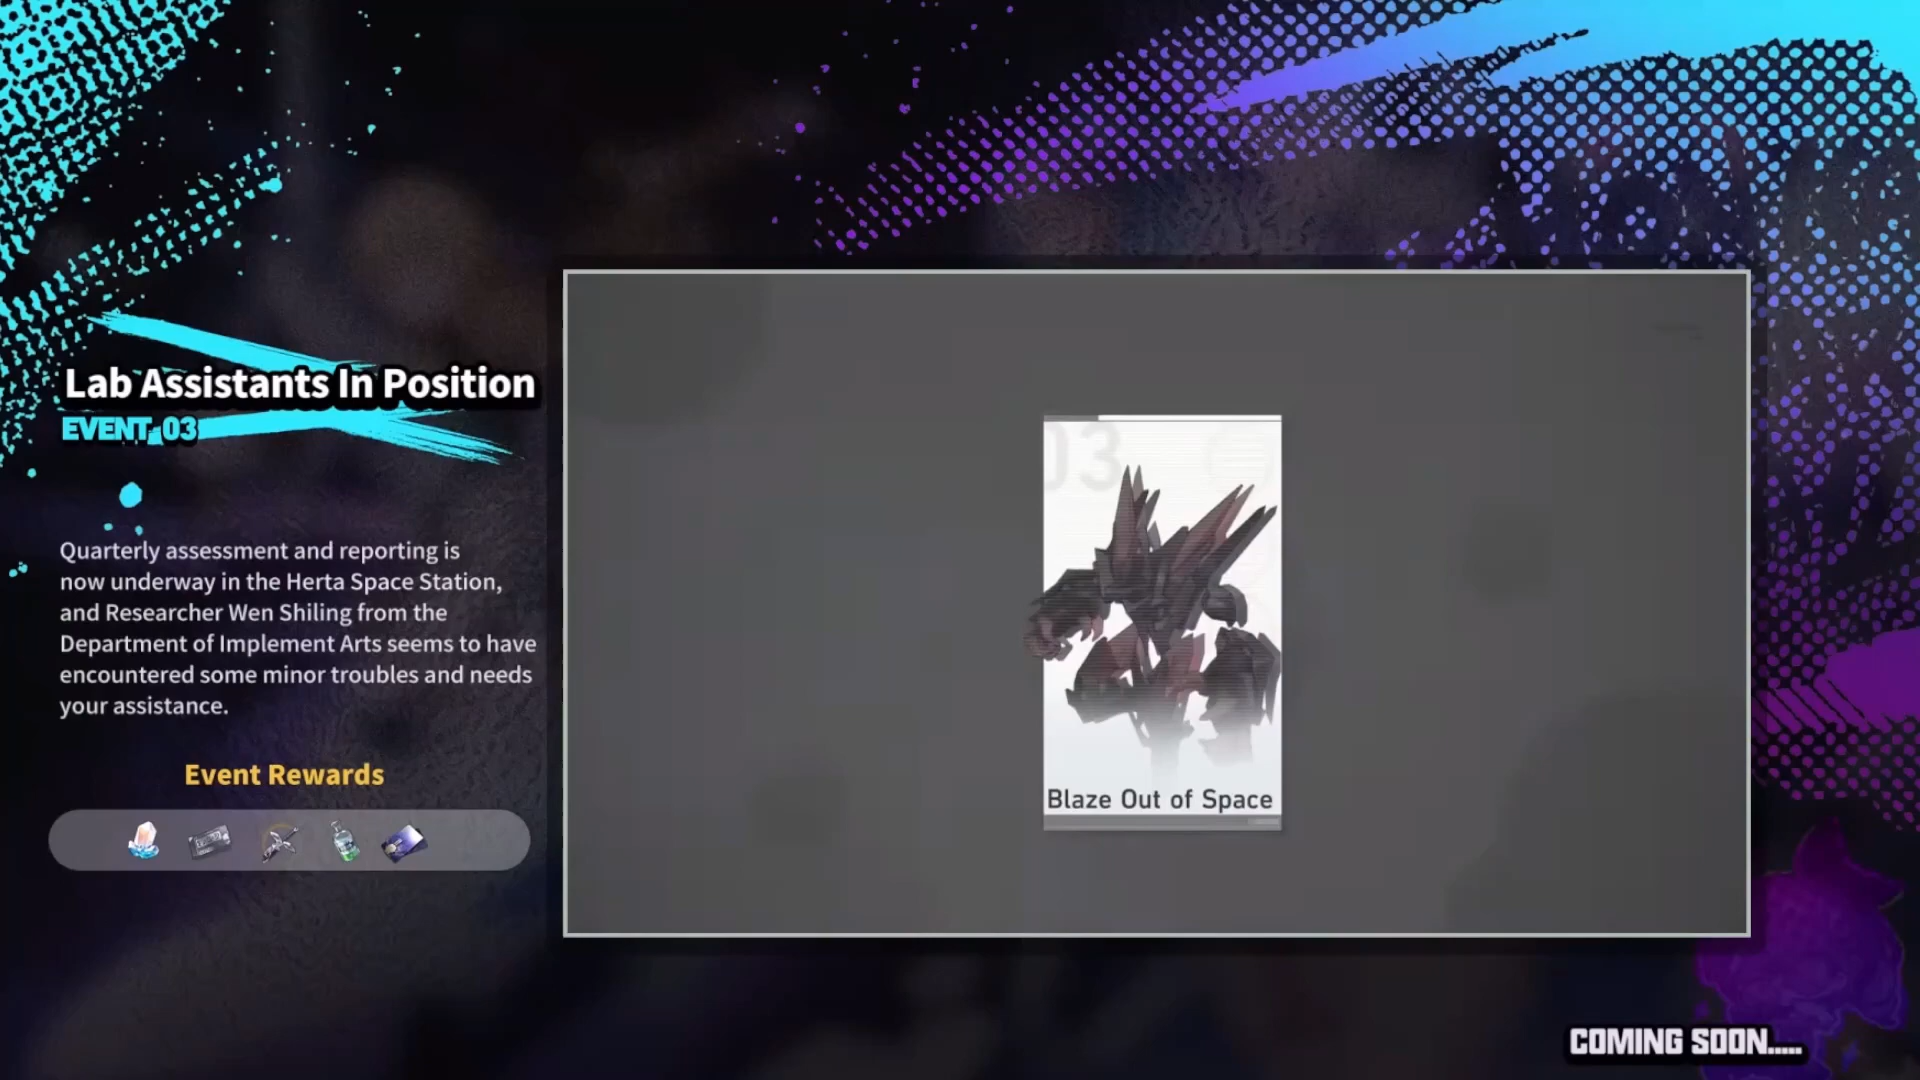 Lab Assistants In Position
EVENT 03
Quarterly assessment and reporting is
now underway in the Herta Space Station,
and Researcher Wen Shiling from the
Department of Implement Arts seems to have
encountered some minor troubles and needs
your assistance.
Event Rewards
03
Blaze Out of Space
COMING SOON.....